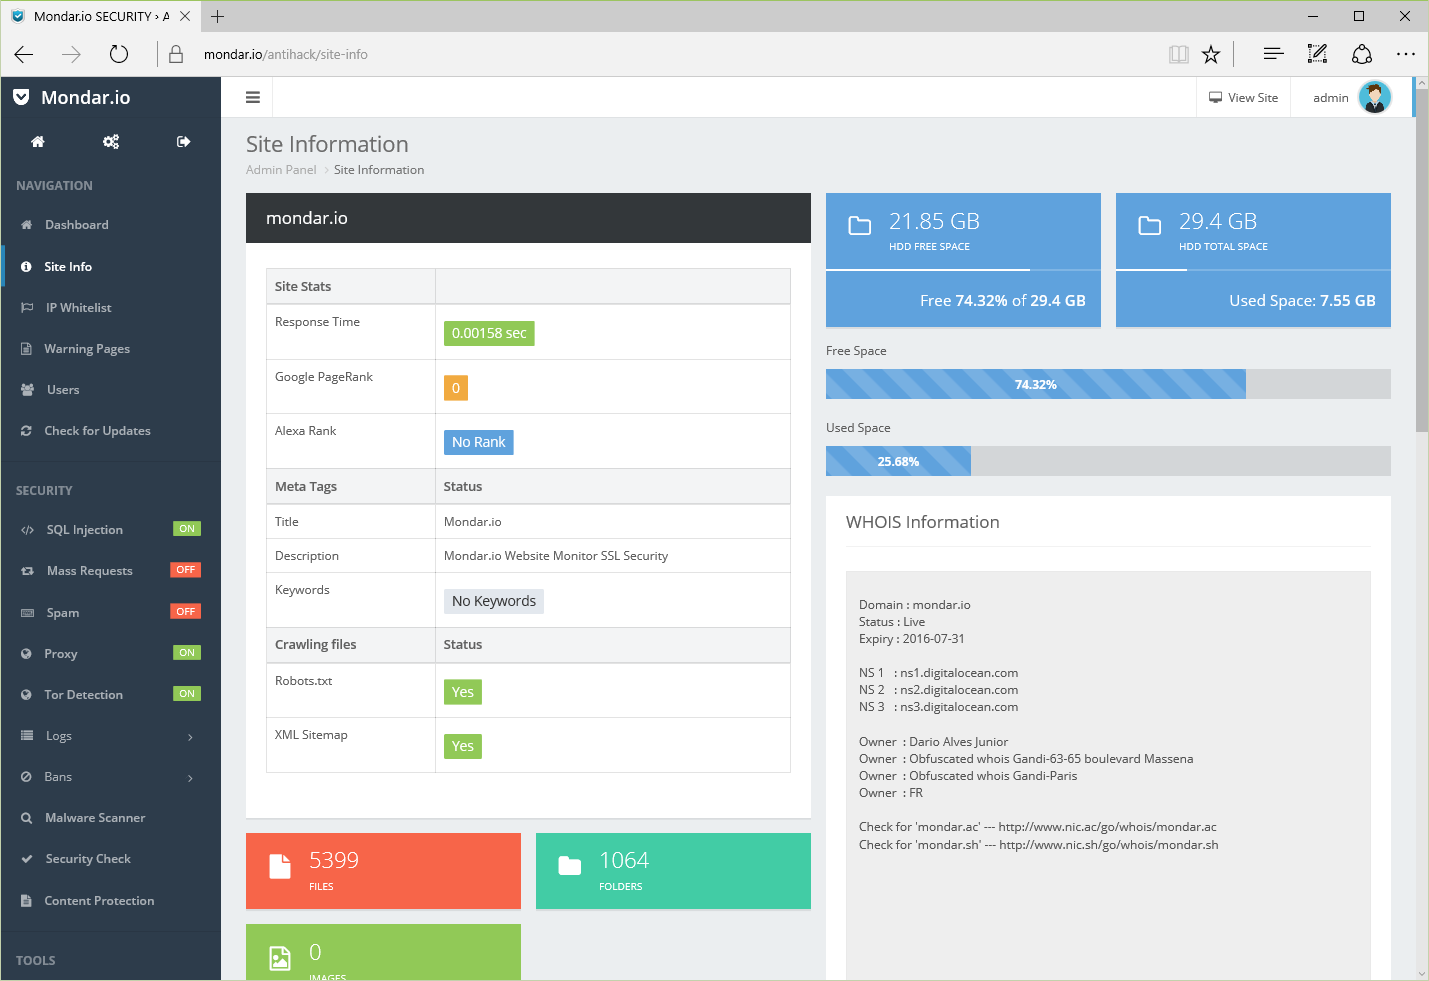 Mondar.io SECURITY › A
mondar.io/antihack/site-info
Mondar.io
View Site
admin
NAVIGATION
Dashboard
Site Info
IP Whitelist
Warning Pages
Users
Check for Updates
SECURITY
SQL Injection ON
Mass Requests OFF
Spam OFF
Proxy ON
Tor Detection ON
Logs
Bans
Malware Scanner
Security Check
Content Protection
TOOLS
Site Information
Admin Panel › Site Information
mondar.io
Site Stats
Response Time 0.00158 sec
Google PageRank 0
Alexa Rank No Rank
Meta Tags Status
Title Mondar.io
Description Mondar.io Website Monitor SSL Security
Keywords No Keywords
Crawling files Status
Robots.txt Yes
XML Sitemap Yes
5399
FILES
1064
FOLDERS
0
IMAGES
21.85 GB
HDD FREE SPACE
Free 74.32% of 29.4 GB
29.4 GB
HDD TOTAL SPACE
Used Space: 7.55 GB
Free Space
74.32%
Used Space
25.68%
WHOIS Information
Domain : mondar.io
Status : Live
Expiry : 2016-07-31
NS 1 : ns1.digitalocean.com
NS 2 : ns2.digitalocean.com
NS 3 : ns3.digitalocean.com
Owner : Dario Alves Junior
Owner : Obfuscated whois Gandi-63-65 boulevard Massena
Owner : Obfuscated whois Gandi-Paris
Owner : FR
Check for 'mondar.ac' --- http://www.nic.ac/go/whois/mondar.ac
Check for 'mondar.sh' --- http://www.nic.sh/go/whois/mondar.sh